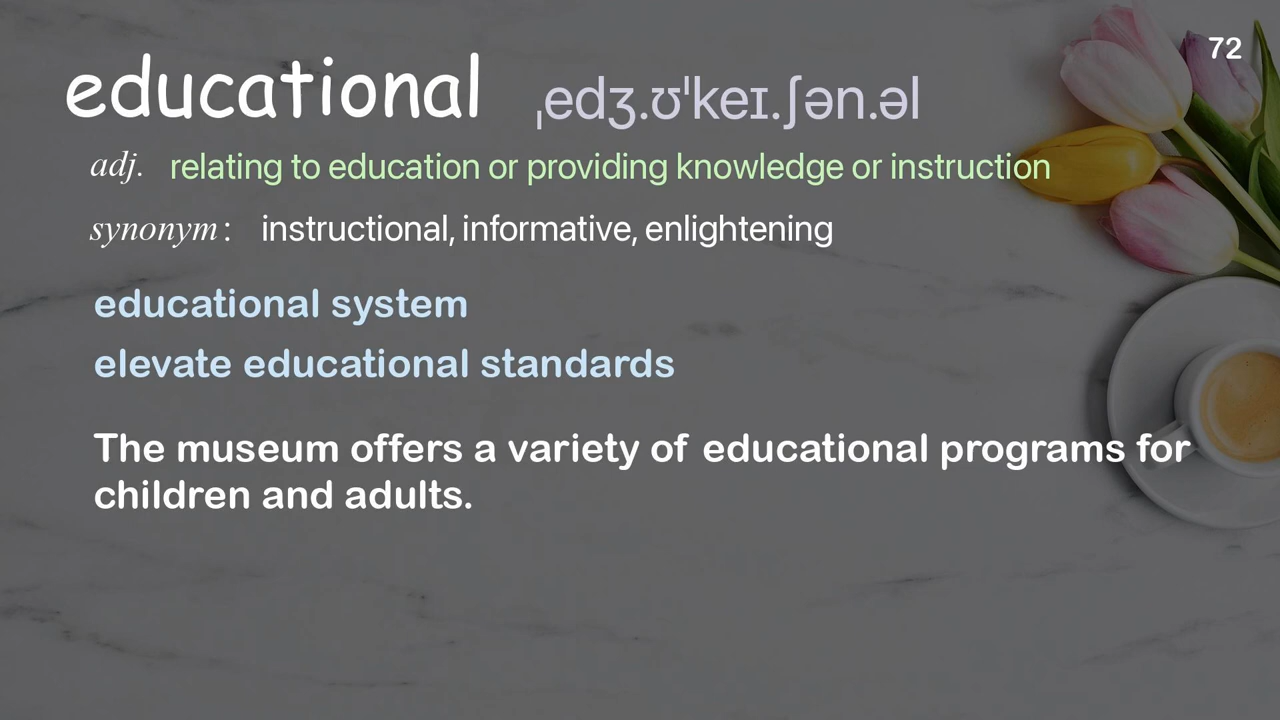 72
educational ˌedʒ.ʊˈkeɪ.ʃən.əl
adj. relating to education or providing knowledge or instruction
synonym: instructional, informative, enlightening
educational system
elevate educational standards
The museum offers a variety of educational programs for
children and adults.